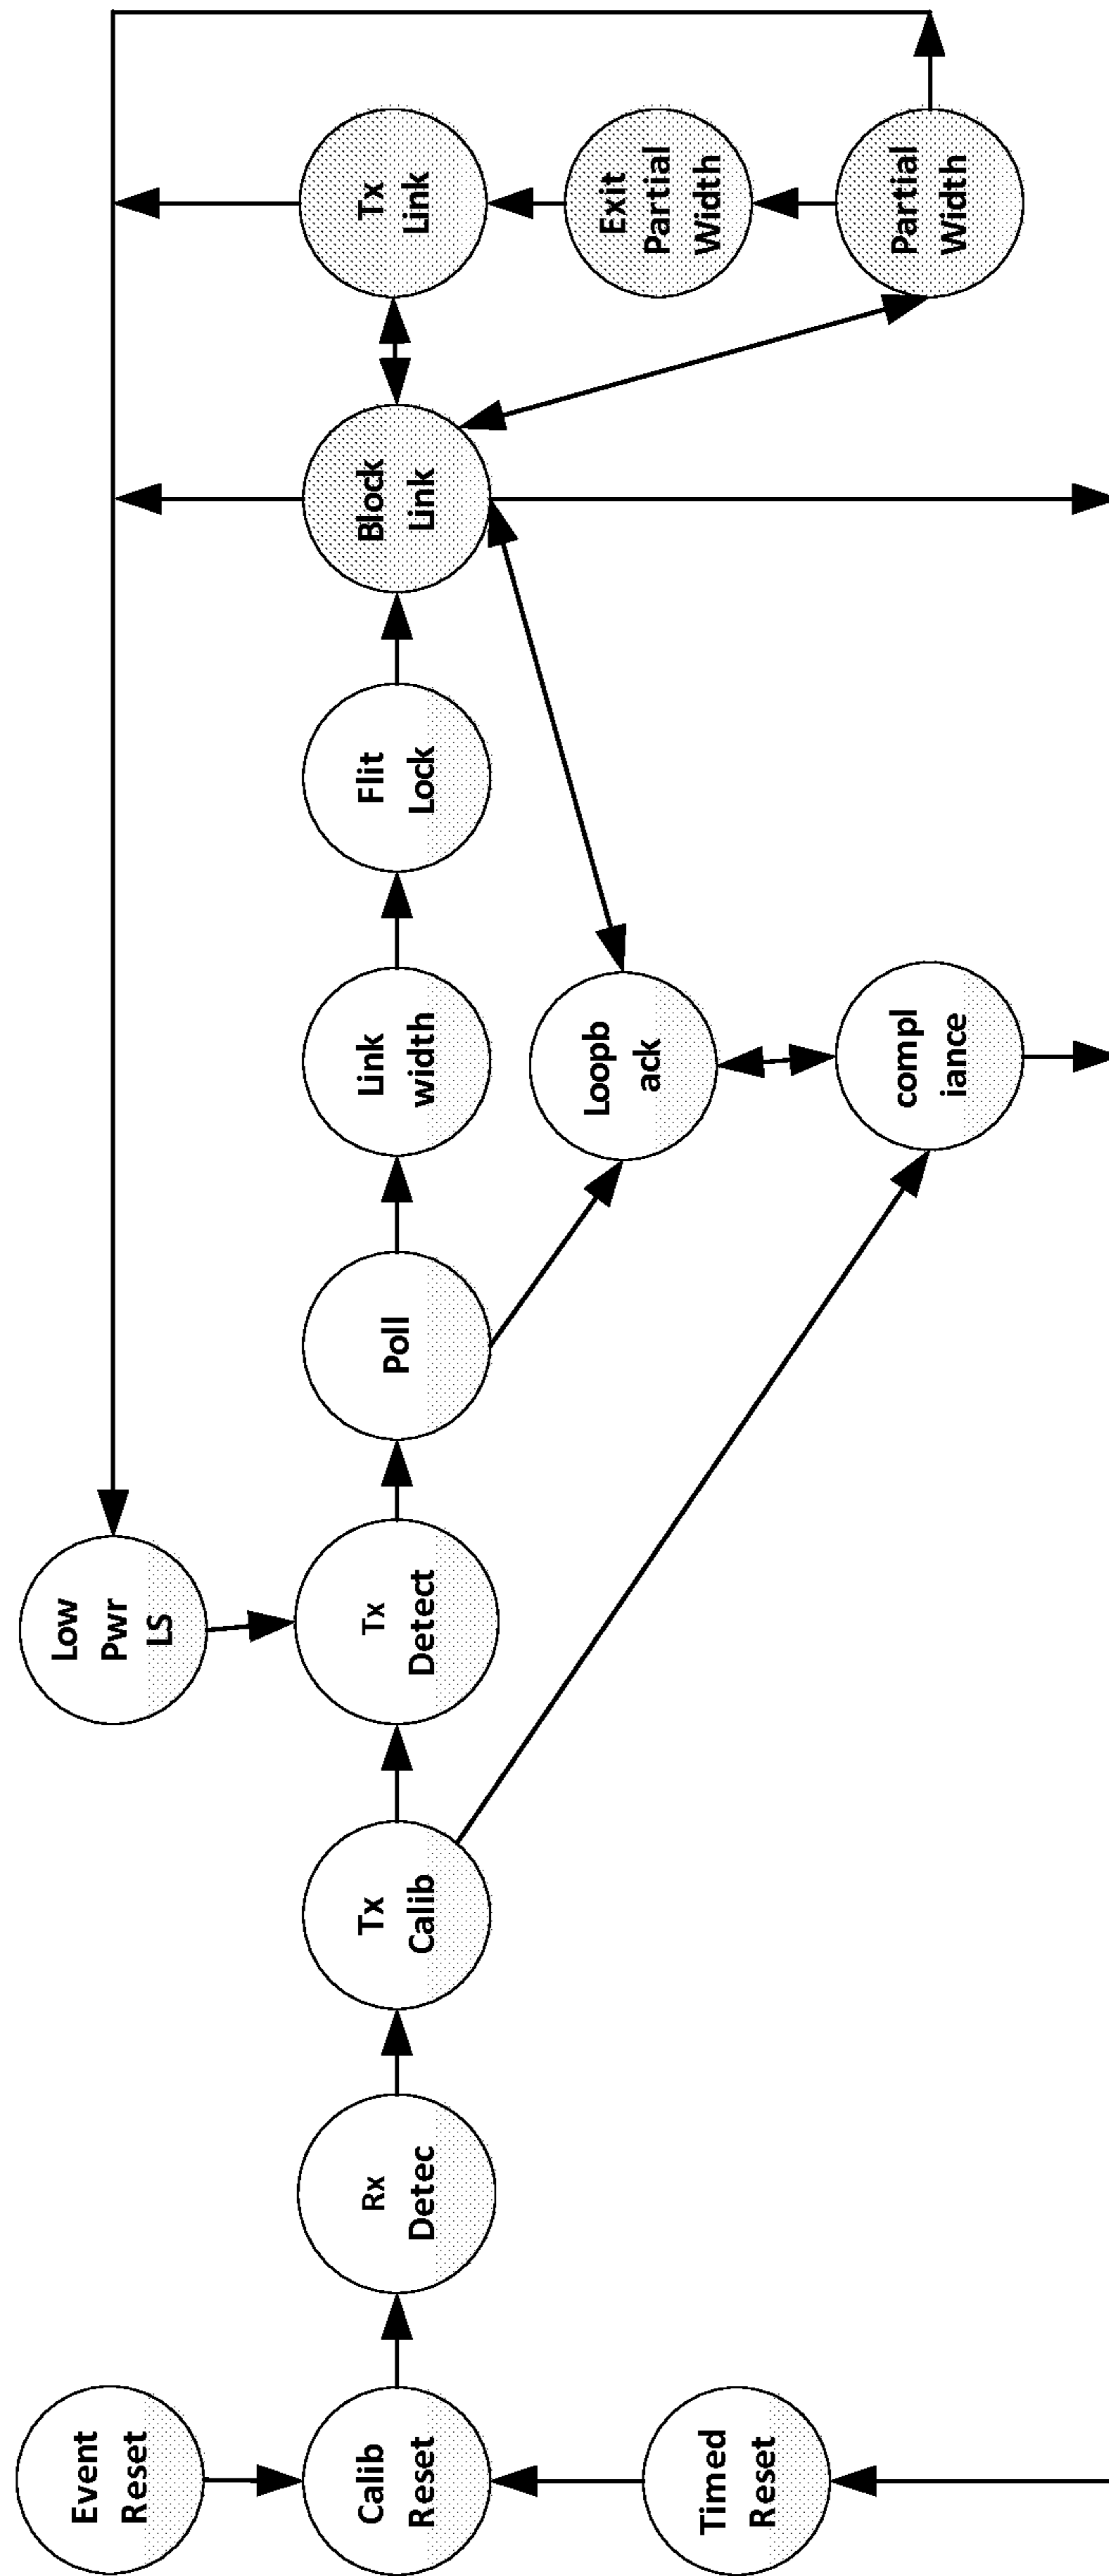 Event
Reset
Calib
Reset
Timed
Reset
Rx
Detec
Tx
Calib
Low
Pwr
LS
Tx
Detect
Poll
Link
width
Loopb
ack
compl
iance
Flit
Lock
Block
Link
Tx
Link
Exit
Partial
Width
Partial
Width